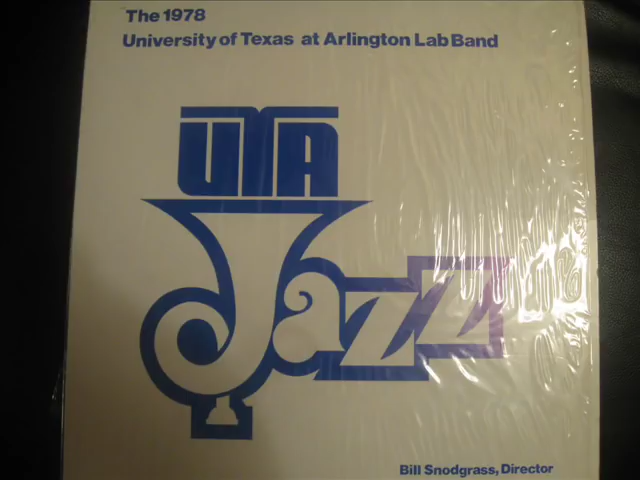 The 1978
University of Texas at Arlington Lab Band
UTA
Jazz
Bill Snodgrass, Director